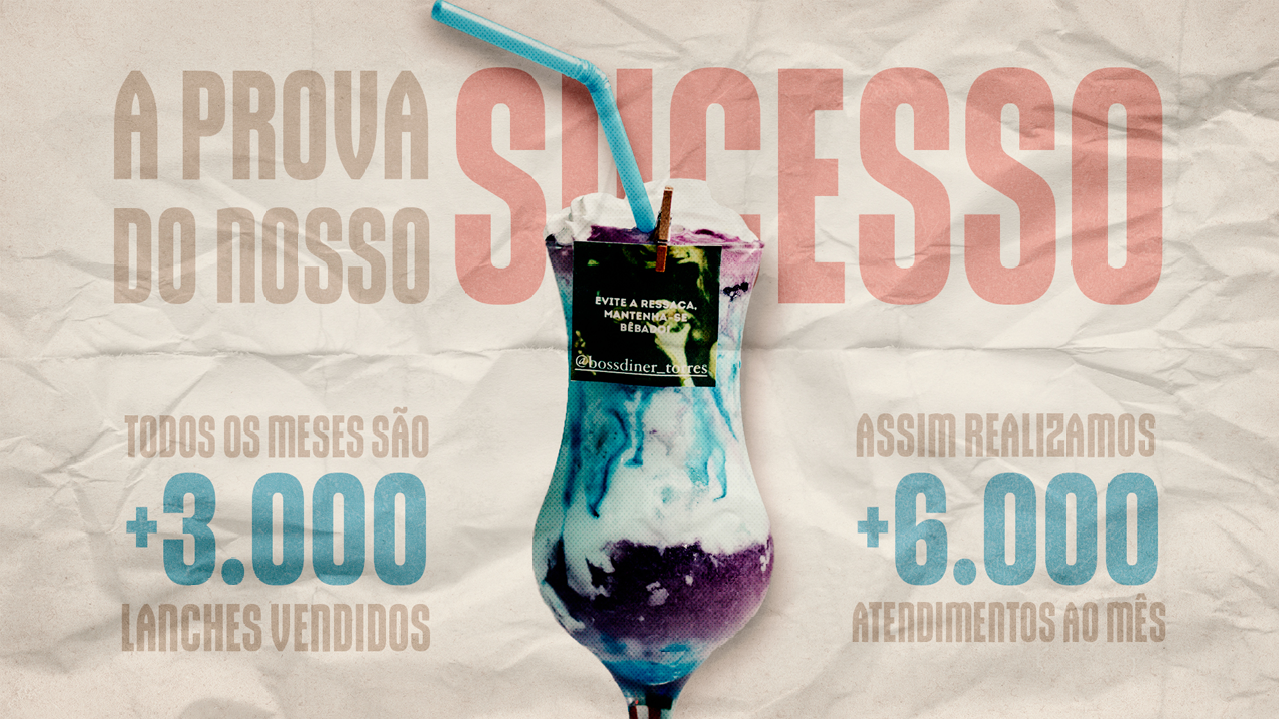 A PROVA
DO NOSSO
SUCESSO
EVITE A RESSACA,
MANTENHA-SE
BÊBADO!
@bossdiner_torres
TODOS OS MESES SÃO
+3.000
LANCHES VENDIDOS
ASSIM REALIZAMOS
+6.000
ATENDIMENTOS AO MÊS